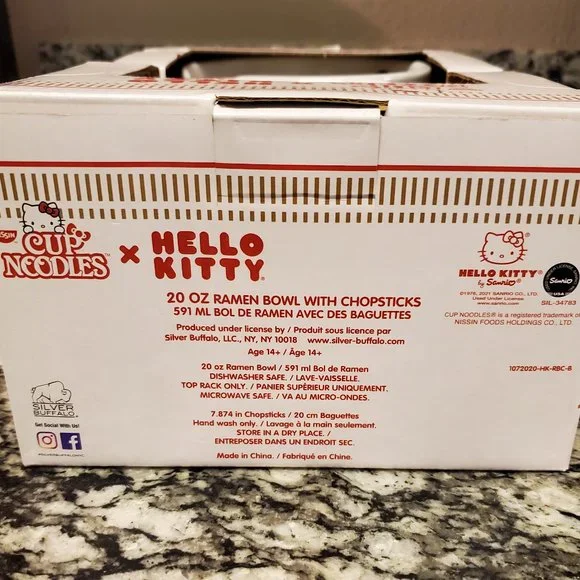 NISSIN
CUP
NOODLES®
×
HELLO
KITTY®
20 OZ RAMEN BOWL WITH CHOPSTICKS
591 ML BOL DE RAMEN AVEC DES BAGUETTES
Produced under license by / Produit sous licence par
Silver Buffalo, LLC., NY, NY 10018 www.silver-buffalo.com
Age 14+ / Âge 14+
20 oz Ramen Bowl / 591 ml Bol de Ramen
DISHWASHER SAFE. / LAVE-VAISSELLE.
TOP RACK ONLY. / PANIER SUPÉRIEUR UNIQUEMENT.
MICROWAVE SAFE. / VA AU MICRO-ONDES.
7.874 in Chopsticks / 20 cm Baguettes
Hand wash only. / Lavage à la main seulement.
STORE IN A DRY PLACE. /
ENTREPOSER DANS UN ENDROIT SEC.
Made in China. / Fabriqué en Chine.
SILVER
BUFFALO
Get Social With Us!
@SILVERBUFFALONYC
HELLO KITTY®
by Sanrio®
©1976, 2021 SANRIO CO., LTD.
Used Under License
www.sanrio.com
Sanrio
U.S.A.
SIL-34783
CUP NOODLES® is a registered trademark o
NISSIN FOODS HOLDINGS CO., LTD.
1072020-HK-RBC-B